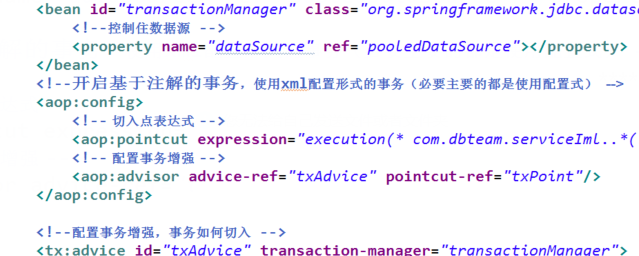 <bean id="transactionManager" class="org.springframework.jdbc.datas
<!--控制住数据源 -->
<property name="dataSource" ref="pooledDataSource"></property>
</bean>
<!--开启基于注解的事务，使用xml配置形式的事务（必要主要的都是使用配置式） -->
<aop:config>
<!-- 切入点表达式 -->
<aop:pointcut expression="execution(* com.dbteam.serviceIml..*(
<!-- 配置事务增强 -->
<aop:advisor advice-ref="txAdvice" pointcut-ref="txPoint"/>
</aop:config>
<!--配置事务增强，事务如何切入 -->
<tx:advice id="txAdvice" transaction-manager="transactionManager">